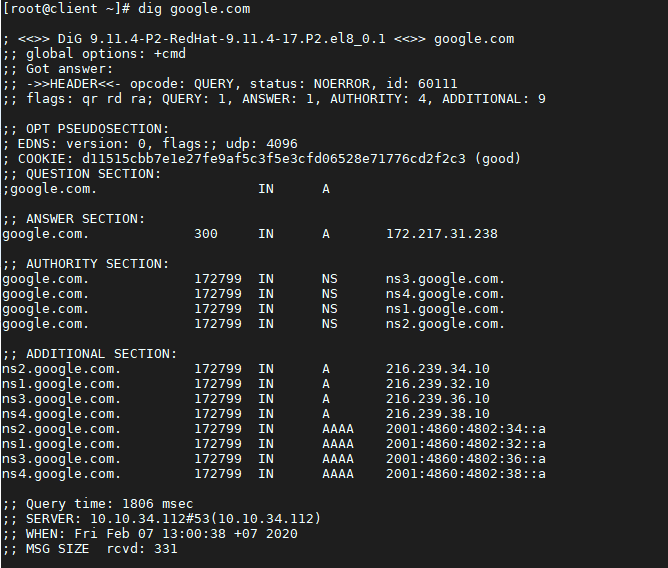 [root@client ~]# dig google.com
; <<>> DiG 9.11.4-P2-RedHat-9.11.4-17.P2.el8_0.1 <<>> google.com
;; global options: +cmd
;; Got answer:
;; ->>HEADER<<- opcode: QUERY, status: NOERROR, id: 60111
;; flags: qr rd ra; QUERY: 1, ANSWER: 1, AUTHORITY: 4, ADDITIONAL: 9
;; OPT PSEUDOSECTION:
; EDNS: version: 0, flags:; udp: 4096
; COOKIE: d11515cbb7e1e27fe9af5c3f5e3cfd06528e71776cd2f2c3 (good)
;; QUESTION SECTION:
;google.com. IN A
;; ANSWER SECTION:
google.com. 300 IN A 172.217.31.238
;; AUTHORITY SECTION:
google.com. 172799 IN NS ns3.google.com.
google.com. 172799 IN NS ns4.google.com.
google.com. 172799 IN NS ns1.google.com.
google.com. 172799 IN NS ns2.google.com.
;; ADDITIONAL SECTION:
ns2.google.com. 172799 IN A 216.239.34.10
ns1.google.com. 172799 IN A 216.239.32.10
ns3.google.com. 172799 IN A 216.239.36.10
ns4.google.com. 172799 IN A 216.239.38.10
ns2.google.com. 172799 IN AAAA 2001:4860:4802:34::a
ns1.google.com. 172799 IN AAAA 2001:4860:4802:32::a
ns3.google.com. 172799 IN AAAA 2001:4860:4802:36::a
ns4.google.com. 172799 IN AAAA 2001:4860:4802:38::a
;; Query time: 1806 msec
;; SERVER: 10.10.34.112#53(10.10.34.112)
;; WHEN: Fri Feb 07 13:00:38 +07 2020
;; MSG SIZE rcvd: 331